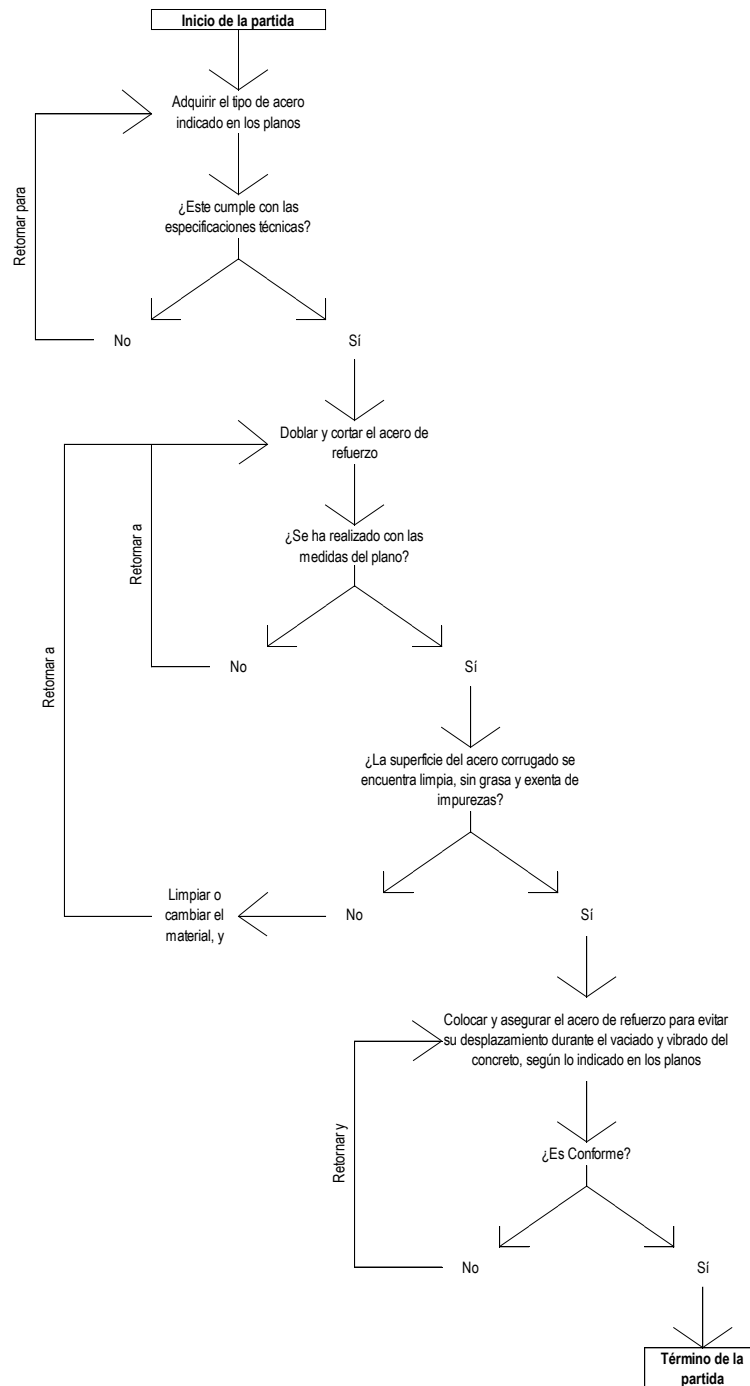 Inicio de la partida
Adquirir el tipo de acero
indicado en los planos
Retornar para
¿Este cumple con las
especificaciones técnicas?
No
Sí
Doblar y cortar el acero de
refuerzo
Retornar a
Retornar a
¿Se ha realizado con las
medidas del plano?
No
Sí
¿La superficie del acero corrugado se
encuentra limpia, sin grasa y exenta de
impurezas?
Limpiar o
cambiar el
material, y
No
Sí
Colocar y asegurar el acero de refuerzo para evitar
su desplazamiento durante el vaciado y vibrado del
concreto, según lo indicado en los planos
Retornar y
¿Es Conforme?
No
Sí
Término de la
partida